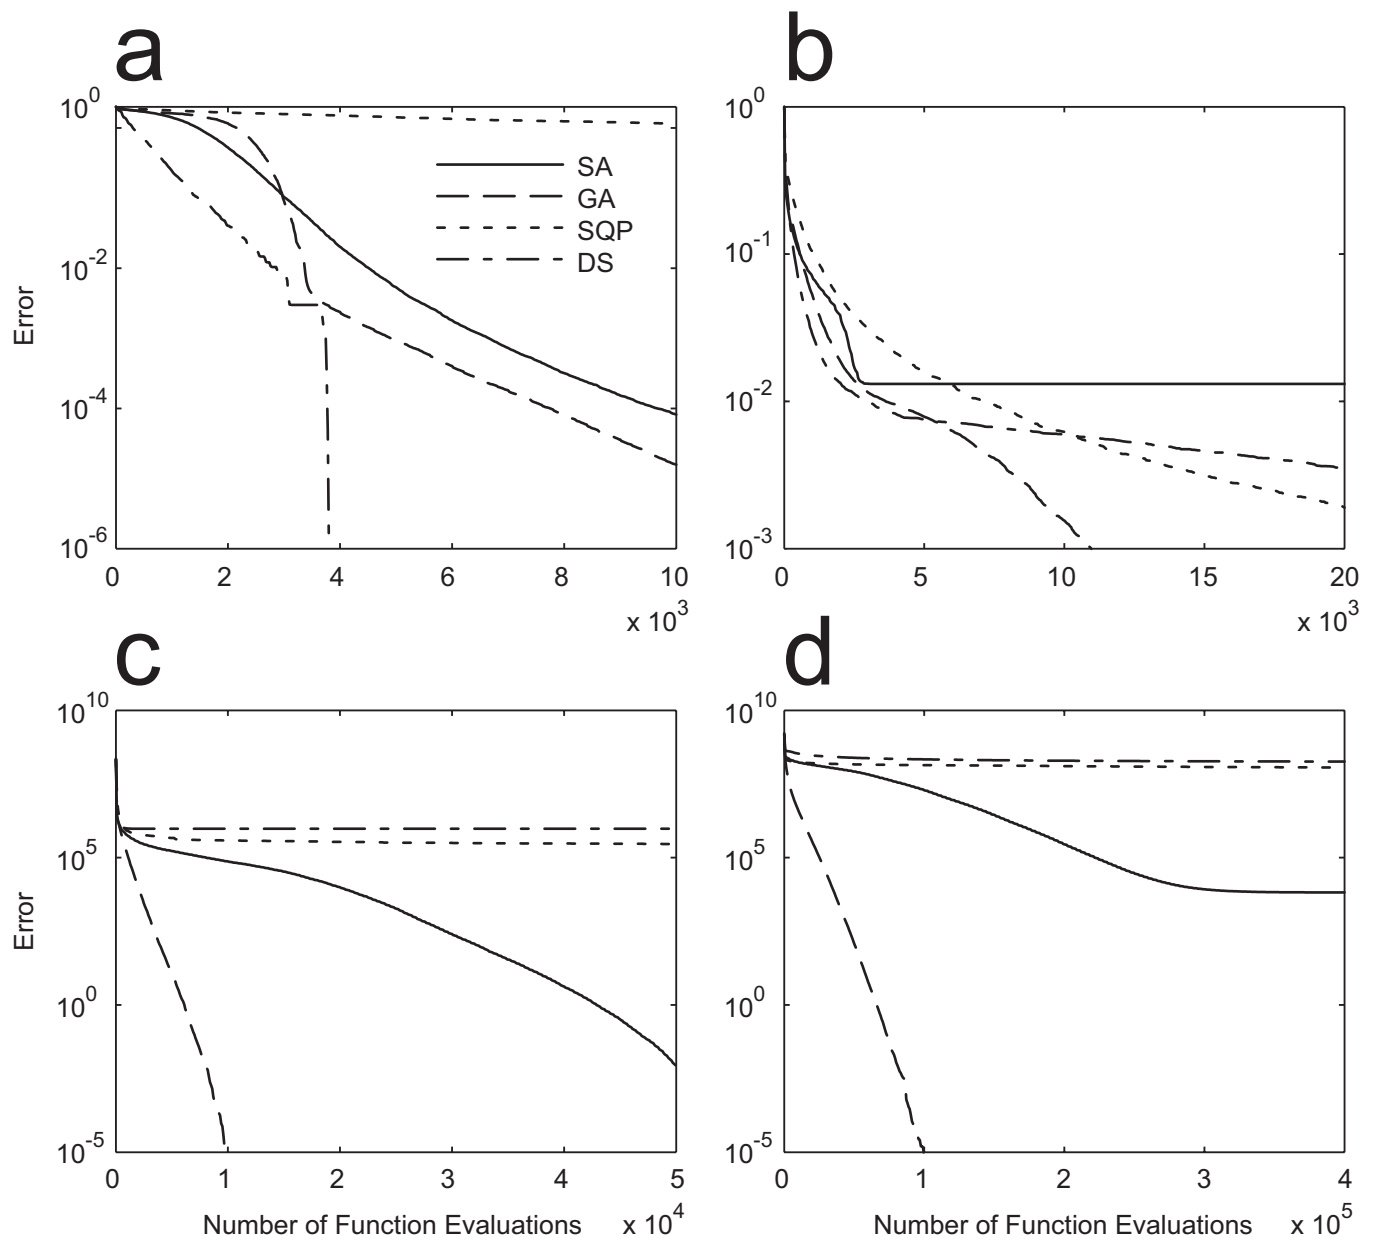 a
10^0
10^-2
10^-4
10^-6
Error
SA
GA
SQP
DS
0 2 4 6 8 10
x 10^3
b
10^0
10^-1
10^-2
10^-3
0 5 10 15 20
x 10^3
c
10^10
10^5
10^0
10^-5
Error
0 1 2 3 4 5
Number of Function Evaluations x 10^4
d
10^10
10^5
10^0
10^-5
0 1 2 3 4
Number of Function Evaluations x 10^5